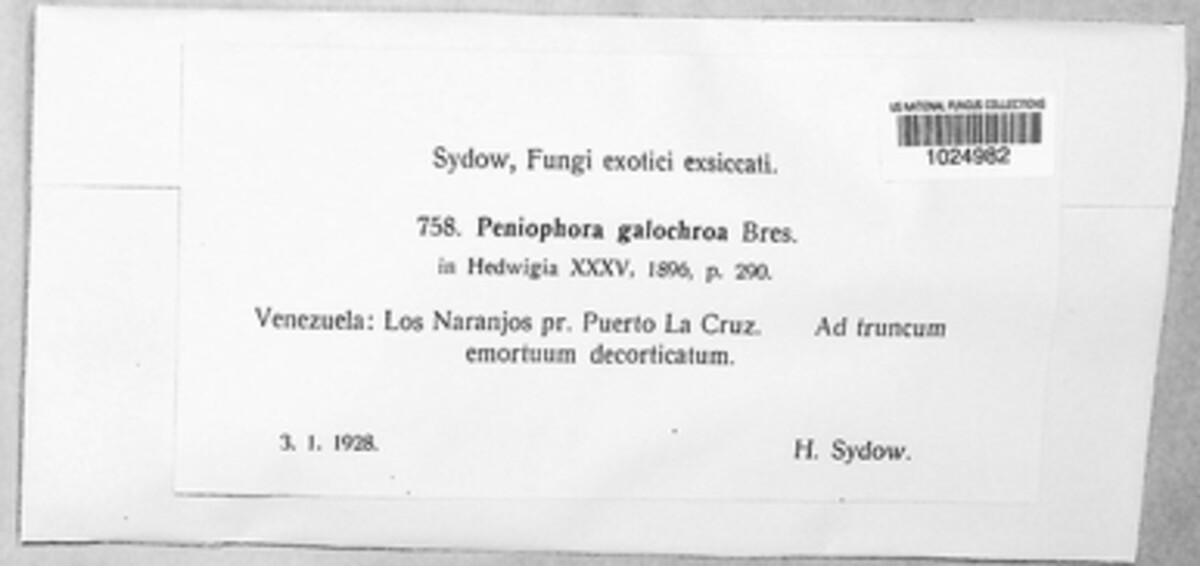 US NATIONAL FUNGUS COLLECTIONS
1024982
Sydow, Fungi exotici exsiccati.
758. Peniophora galochroa Bres.
in Hedwigia XXXV, 1896, p. 290.
Venezuela: Los Naranjos pr. Puerto La Cruz. Ad truncum
emortuum decorticatum.
3. 1. 1928.
H. Sydow.